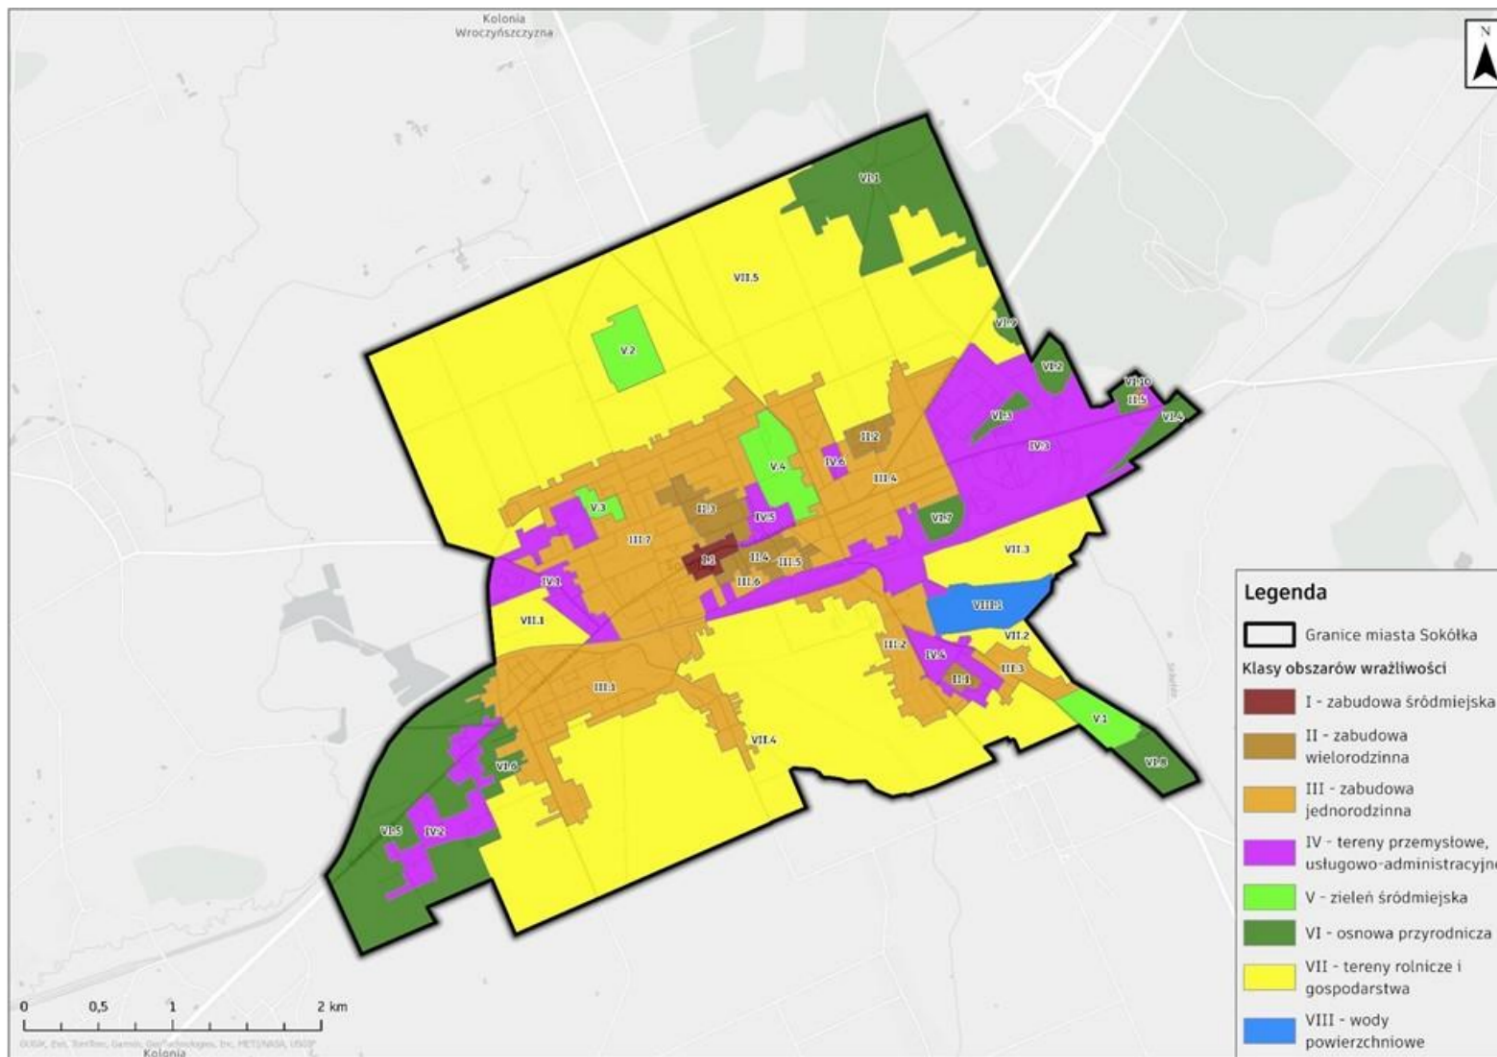 Kolonia
Wroczyńszczyzna
N
VI.1
VII.5
VI.9
V.2
VI.2
VI.10
II.5
VI.3
VI.4
II.2
IV.3
V.4
IV.6
III.4
V.3
II.3
IV.5
VI.7
III.7
VII.3
I.1
II.4
III.5
IV.1
III.6
VIII.1
VII.1
VII.2
III.2
IV.4
III.3
II.1
III.1
V.1
VII.4
VI.8
VI.6
VI.5
IV.2
Legenda
Granice miasta Sokółka
Klasy obszarów wrażliwości
I - zabudowa śródmiejska
II - zabudowa
wielorodzinna
III - zabudowa
jednorodzinna
IV - tereny przemysłowe,
usługowo-administracyjne
V - zieleń śródmiejska
VI - osnowa przyrodnicza
VII - tereny rolnicze i
gospodarstwa
VIII - wody
powierzchniowe
0 0,5 1 2 km
Kolonia